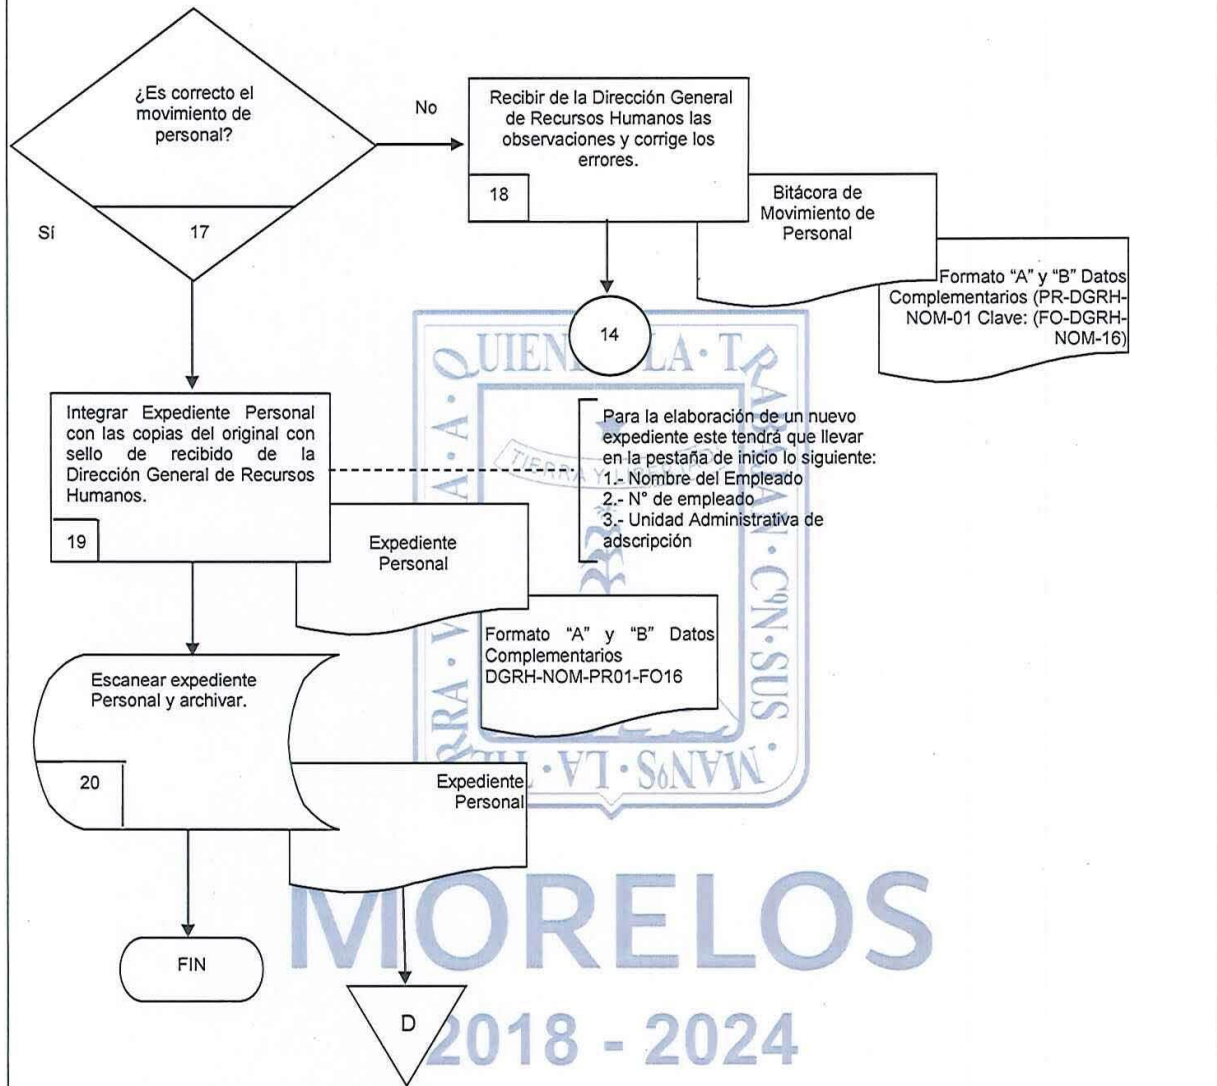 ¿Es correcto el
movimiento de
personal?
No
Sí
17
Recibir de la Dirección General
de Recursos Humanos las
observaciones y corrige los
errores.
18
Bitácora de
Movimiento de
Personal
Formato “A” y “B” Datos
Complementarios (PR-DGRH-
NOM-01 Clave: (FO-DGRH-
NOM-16)
14
Integrar Expediente Personal
con las copias del original con
sello de recibido de la
Dirección General de Recursos
Humanos.
19
Para la elaboración de un nuevo
expediente este tendrá que llevar
en la pestaña de inicio lo siguiente:
1.- Nombre del Empleado
2.- N° de empleado
3.- Unidad Administrativa de
adscripción
Expediente
Personal
Formato “A” y “B” Datos
Complementarios
DGRH-NOM-PR01-FO16
Escanear expediente
Personal y archivar.
20
Expediente
Personal
FIN
D
TIERRA Y
MORELOS
2018 - 2024